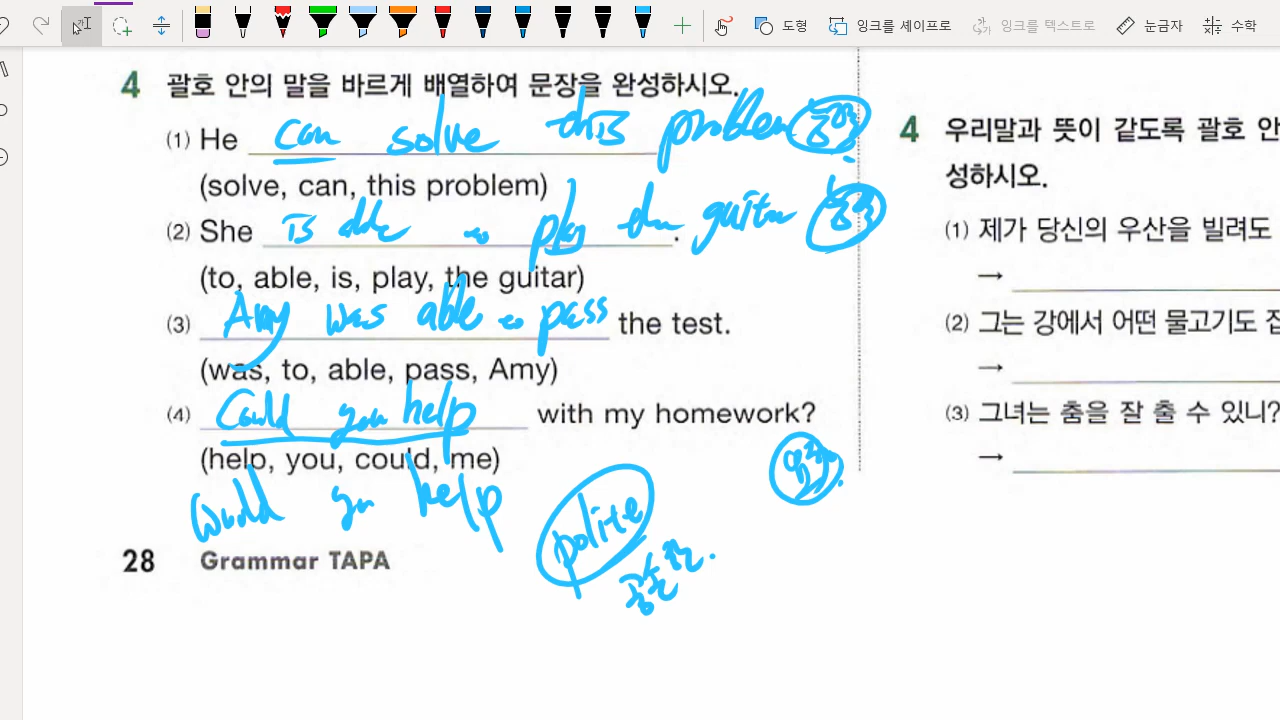 도형 잉크를 셰이프로 잉크를 텍스트로 눈금자 수학
4 괄호 안의 말을 바르게 배열하여 문장을 완성하시오.
(1) He can solve this problem
(solve, can, this problem)
(2) She is able to play the guitar.
(to, able, is, play, the guitar)
(3) Amy was able to pass the test.
(was, to, able, pass, Amy)
(4) Could you help with my homework?
(help, you, could, me)
Would you help
polite
공손한.
28 Grammar TAPA
4 우리말과 뜻이 같도록 괄호 안
성하시오.
(1) 제가 당신의 우산을 빌려도
→
(2) 그는 강에서 어떤 물고기도 잡
→
(3) 그녀는 춤을 잘 출 수 있니?
→